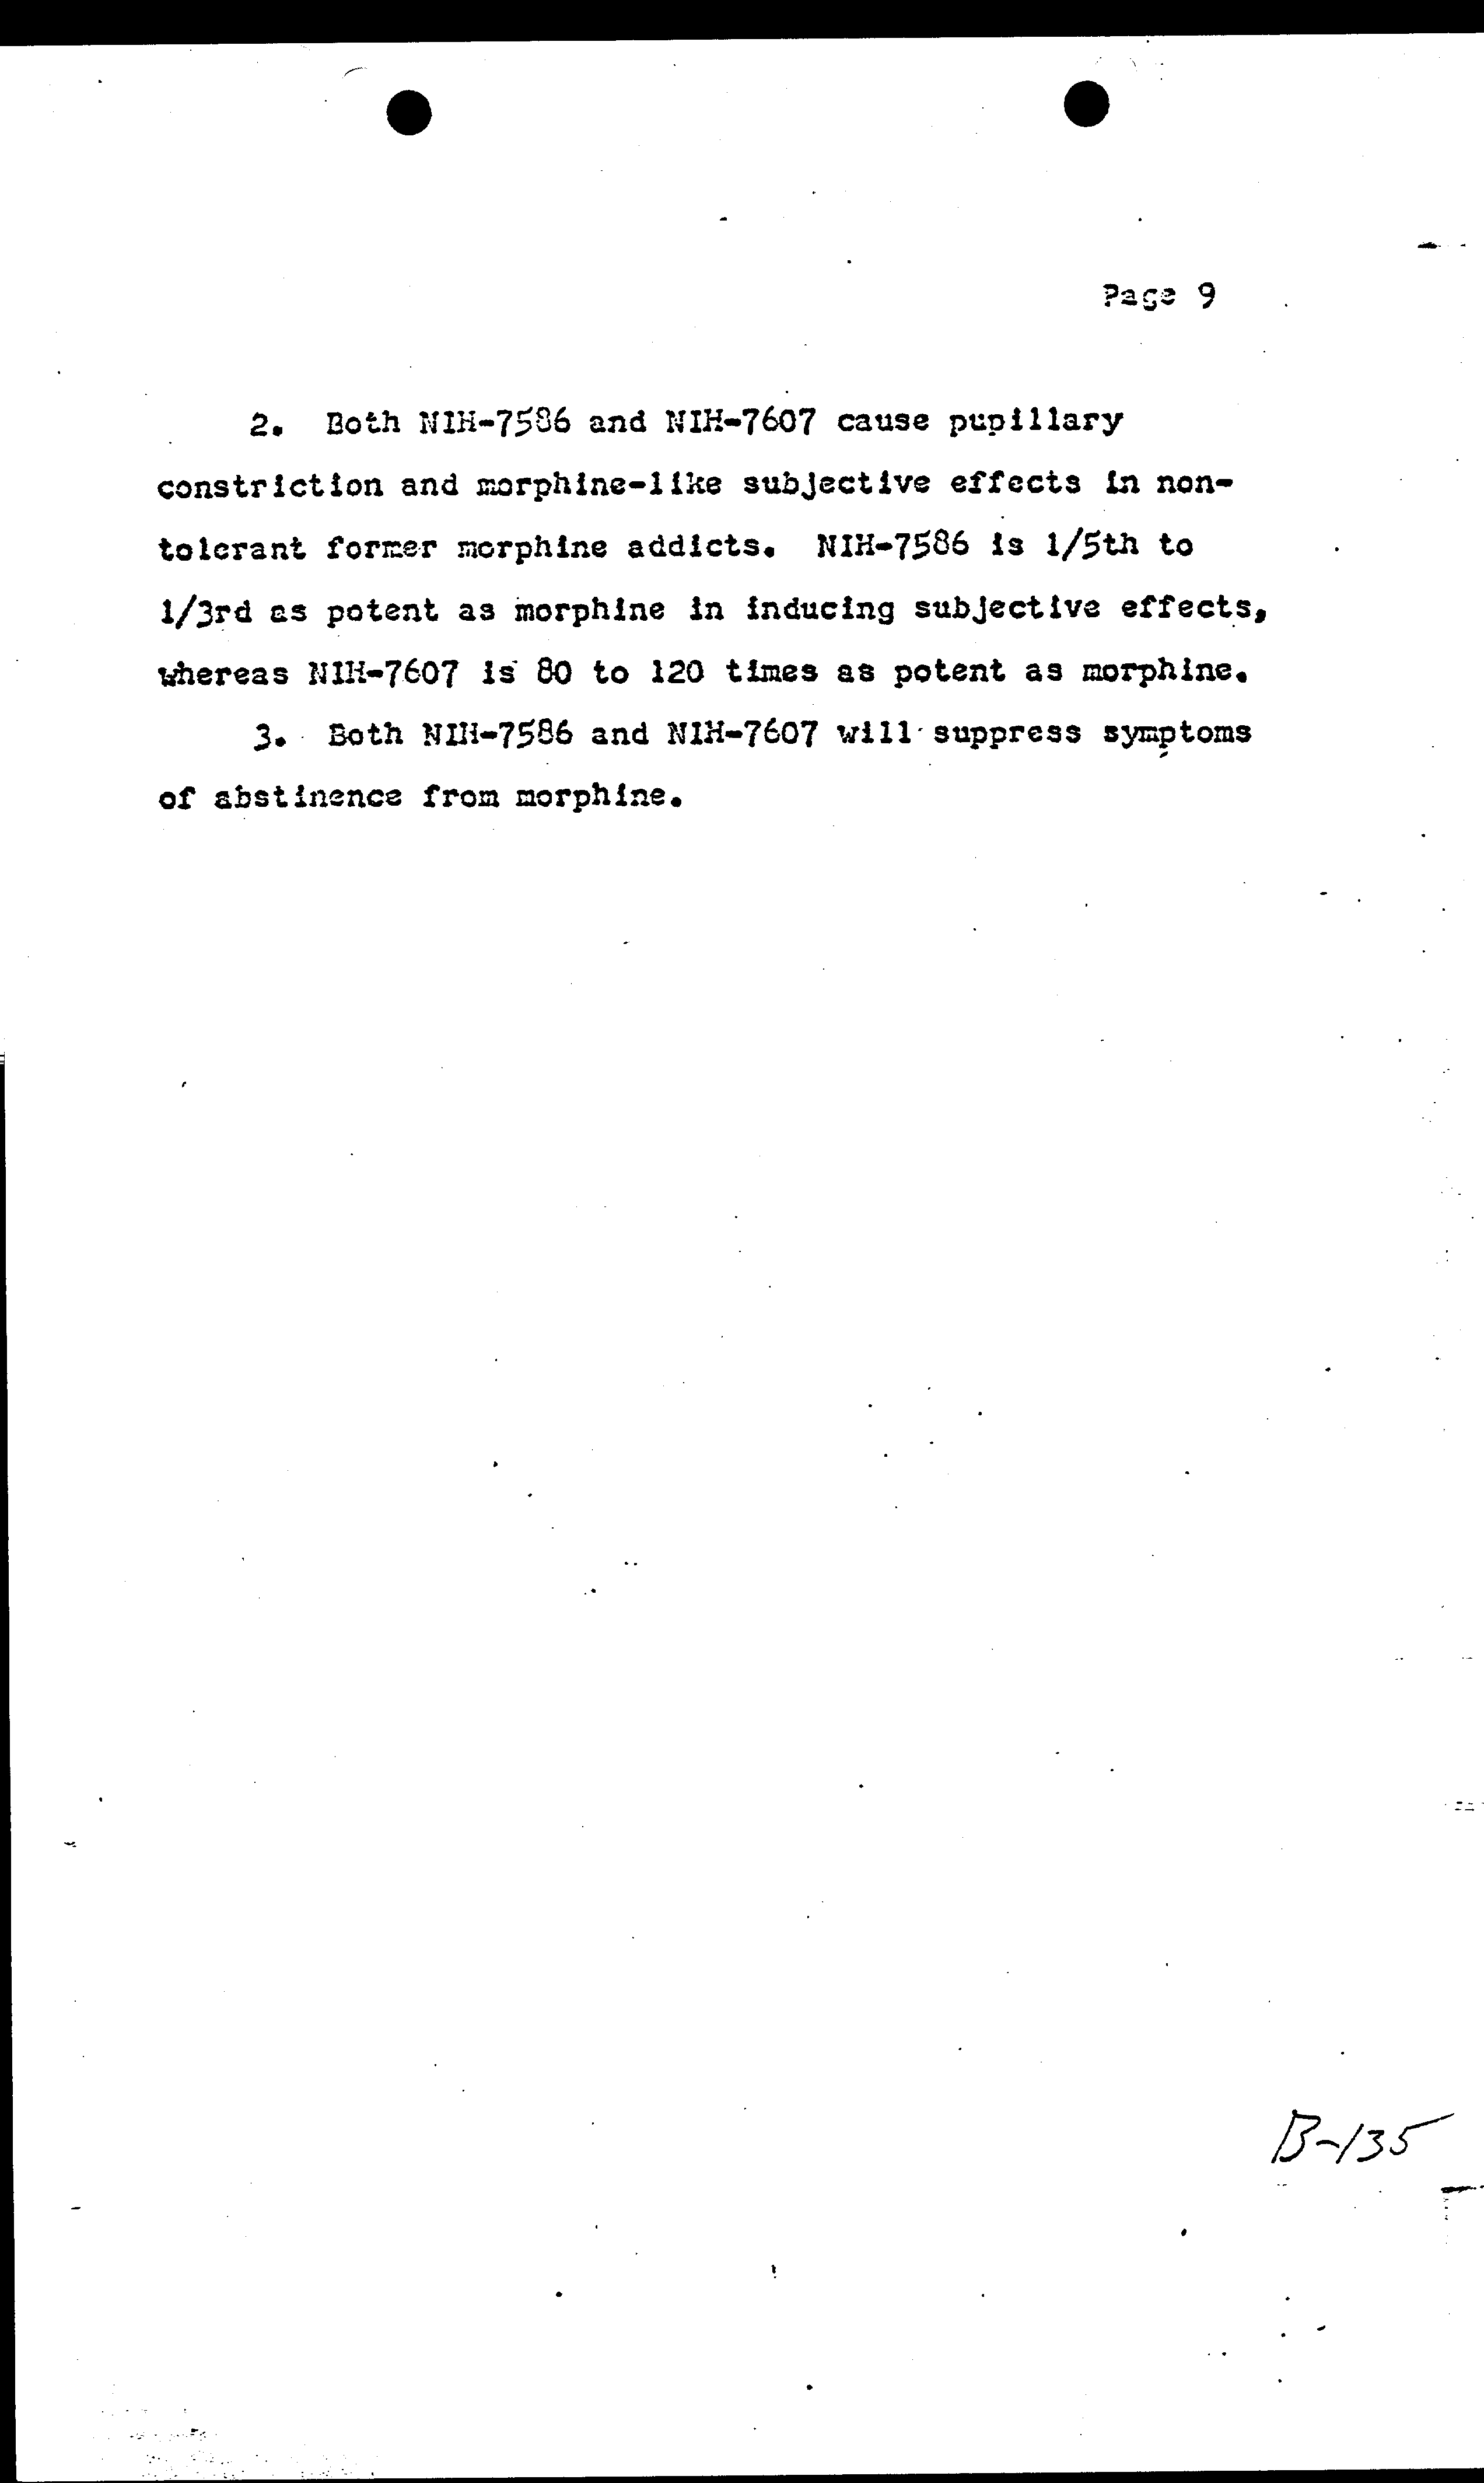 Page 9
2. Both NIH-7586 and NIH-7607 cause pupillary
constriction and morphine-like subjective effects in non-
tolerant former morphine addicts. NIH-7586 is 1/5th to
1/3rd as potent as morphine in inducing subjective effects,
whereas NIH-7607 is 80 to 120 times as potent as morphine.
3. Both NIH-7586 and NIH-7607 will suppress symptoms
of abstinence from morphine.
B-135